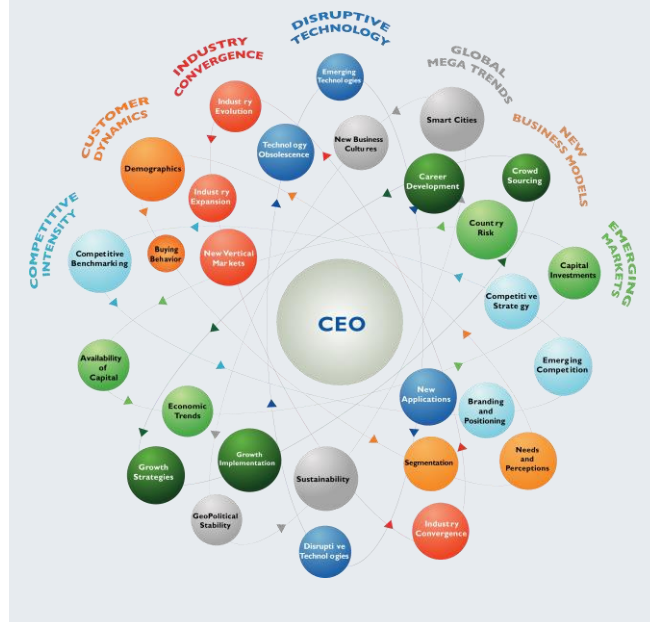 DISRUPTIVE
TECHNOLOGY
INDUSTRY
CONVERGENCE
GLOBAL
MEGA TRENDS
CUSTOMER
DYNAMICS
NEW
BUSINESS MODELS
COMPETITIVE
INTENSITY
EMERGING
MARKETS
Emerging
Technologies
Industry
Evolution
Smart Cities
Technology
Obsolescence
New Business
Cultures
Demographics
Career
Development
Crowd
Sourcing
Industry
Expansion
Country
Risk
Competitive
Benchmarking
Buying
Behavior
New Vertical
Markets
Capital
Investments
Competitive
Strategy
CEO
Availability
of
Capital
Emerging
Competition
New
Applications
Economic
Trends
Branding
and
Positioning
Growth
Strategies
Growth
Implementation
Sustainability
Segmentation
Needs
and
Perceptions
GeoPolitical
Stability
Industry
Convergence
Disruptive
Technologies